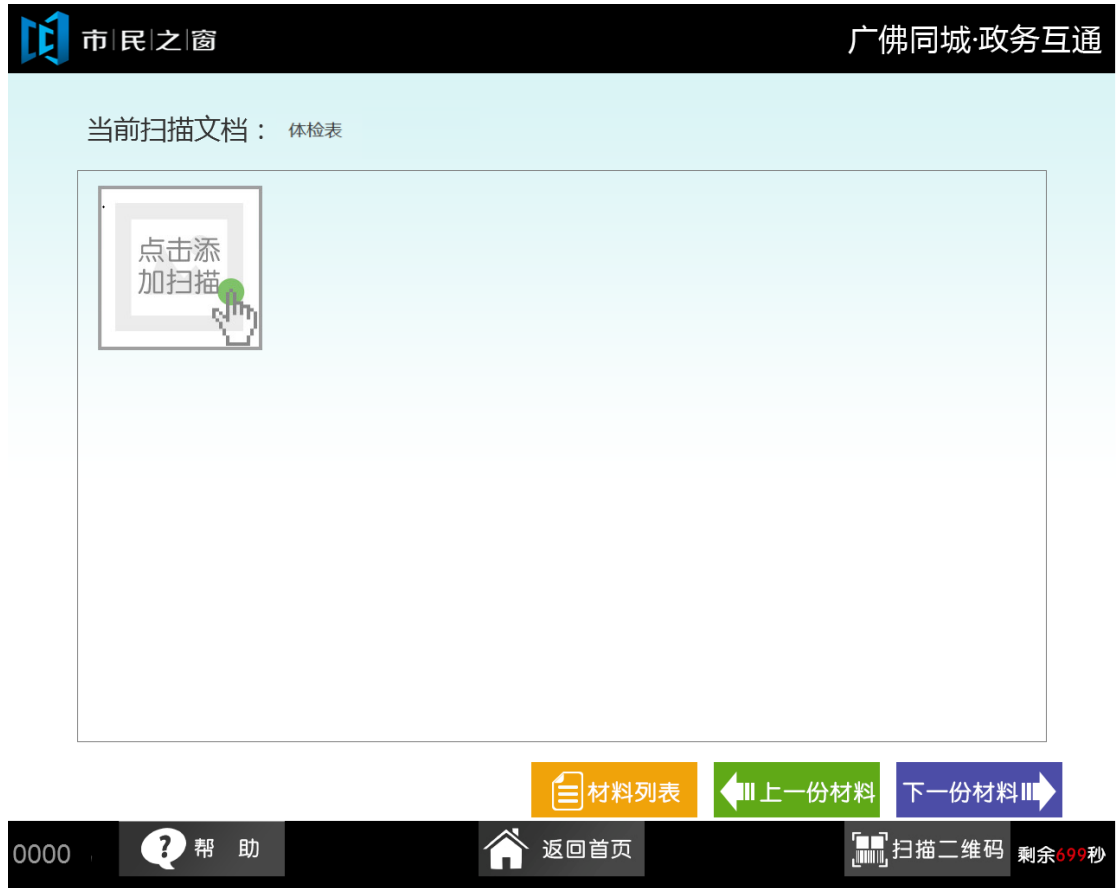 市民之窗
广佛同城·政务互通
当前扫描文档： 体检表
点击添
加扫描
材料列表
上一份材料
下一份材料
0000
帮 助
返回首页
扫描二维码
剩余699秒